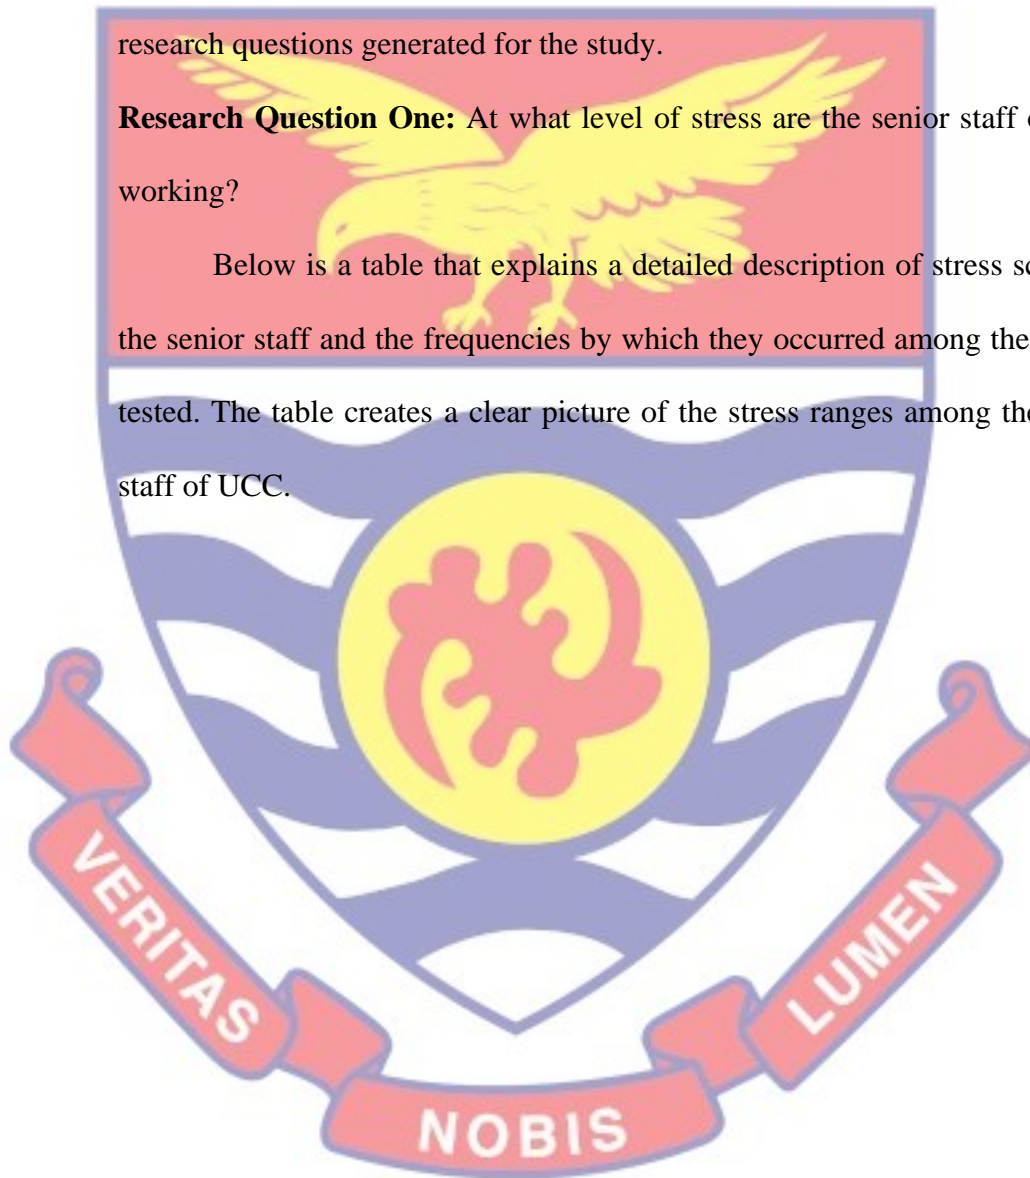 research questions generated for the study.
Research Question One: At what level of stress are the senior staff
working?
Below is a table that explains a detailed description of stress
the senior staff and the frequencies by which they occurred among the
tested. The table creates a clear picture of the stress ranges among the
staff of UCC.
VERITAS
NOBIS
LUMEN